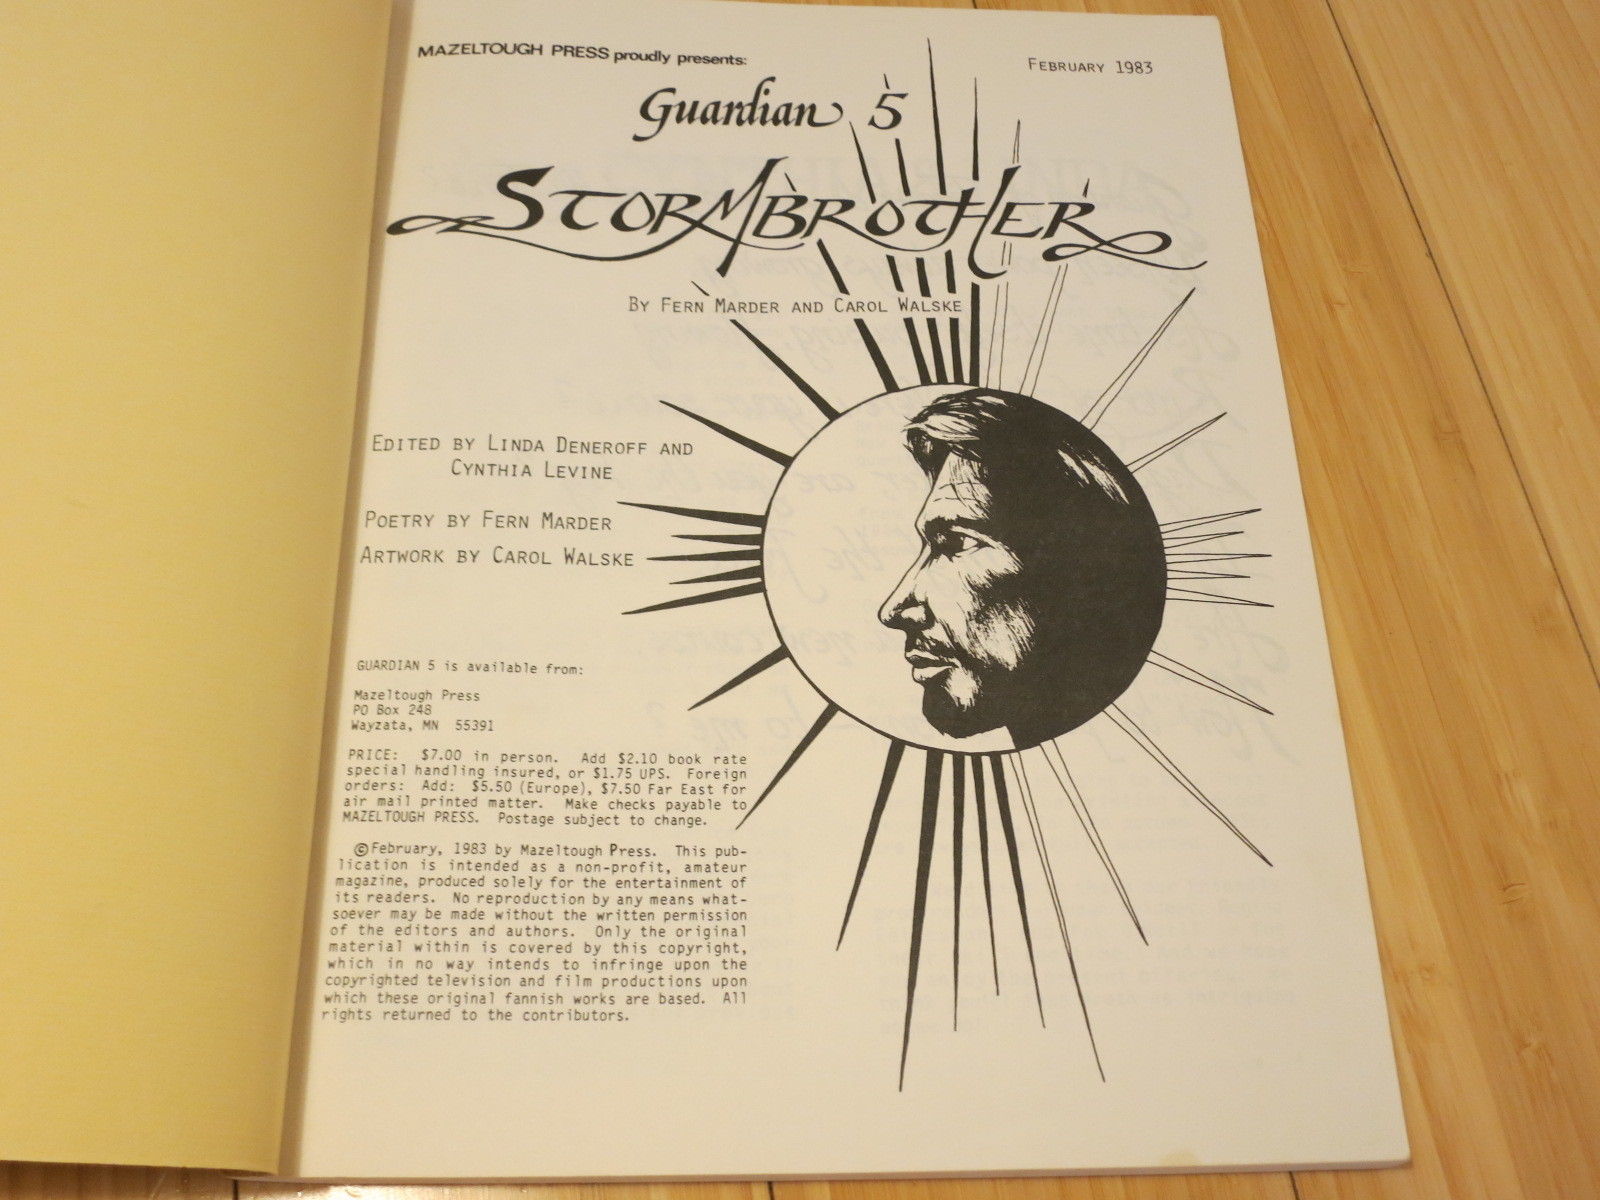 MAZELTOUGH PRESS proudly presents:
FEBRUARY 1983
Guardian 5
STORMBROTHER
BY FERN MARDER AND CAROL WALSKE
EDITED BY LINDA DENEROFF AND
CYNTHIA LEVINE
POETRY BY FERN MARDER
ARTWORK BY CAROL WALSKE
GUARDIAN 5 is available from:
Mazeltough Press
PO Box 248
Wayzata, MN 55391
PRICE: $7.00 in person. Add $2.10 book rate
special handling insured, or $1.75 UPS. Foreign
orders: Add: $5.50 (Europe), $7.50 Far East for
air mail printed matter. Make checks payable to
MAZELTOUGH PRESS. Postage subject to change.
©February, 1983 by Mazeltough Press. This pub-
lication is intended as a non-profit, amateur
magazine, produced solely for the entertainment of
its readers. No reproduction by any means what-
soever may be made without the written permission
of the editors and authors. Only the original
material within is covered by this copyright,
which in no way intends to infringe upon the
copyrighted television and film productions upon
which these original fannish works are based. All
rights returned to the contributors.